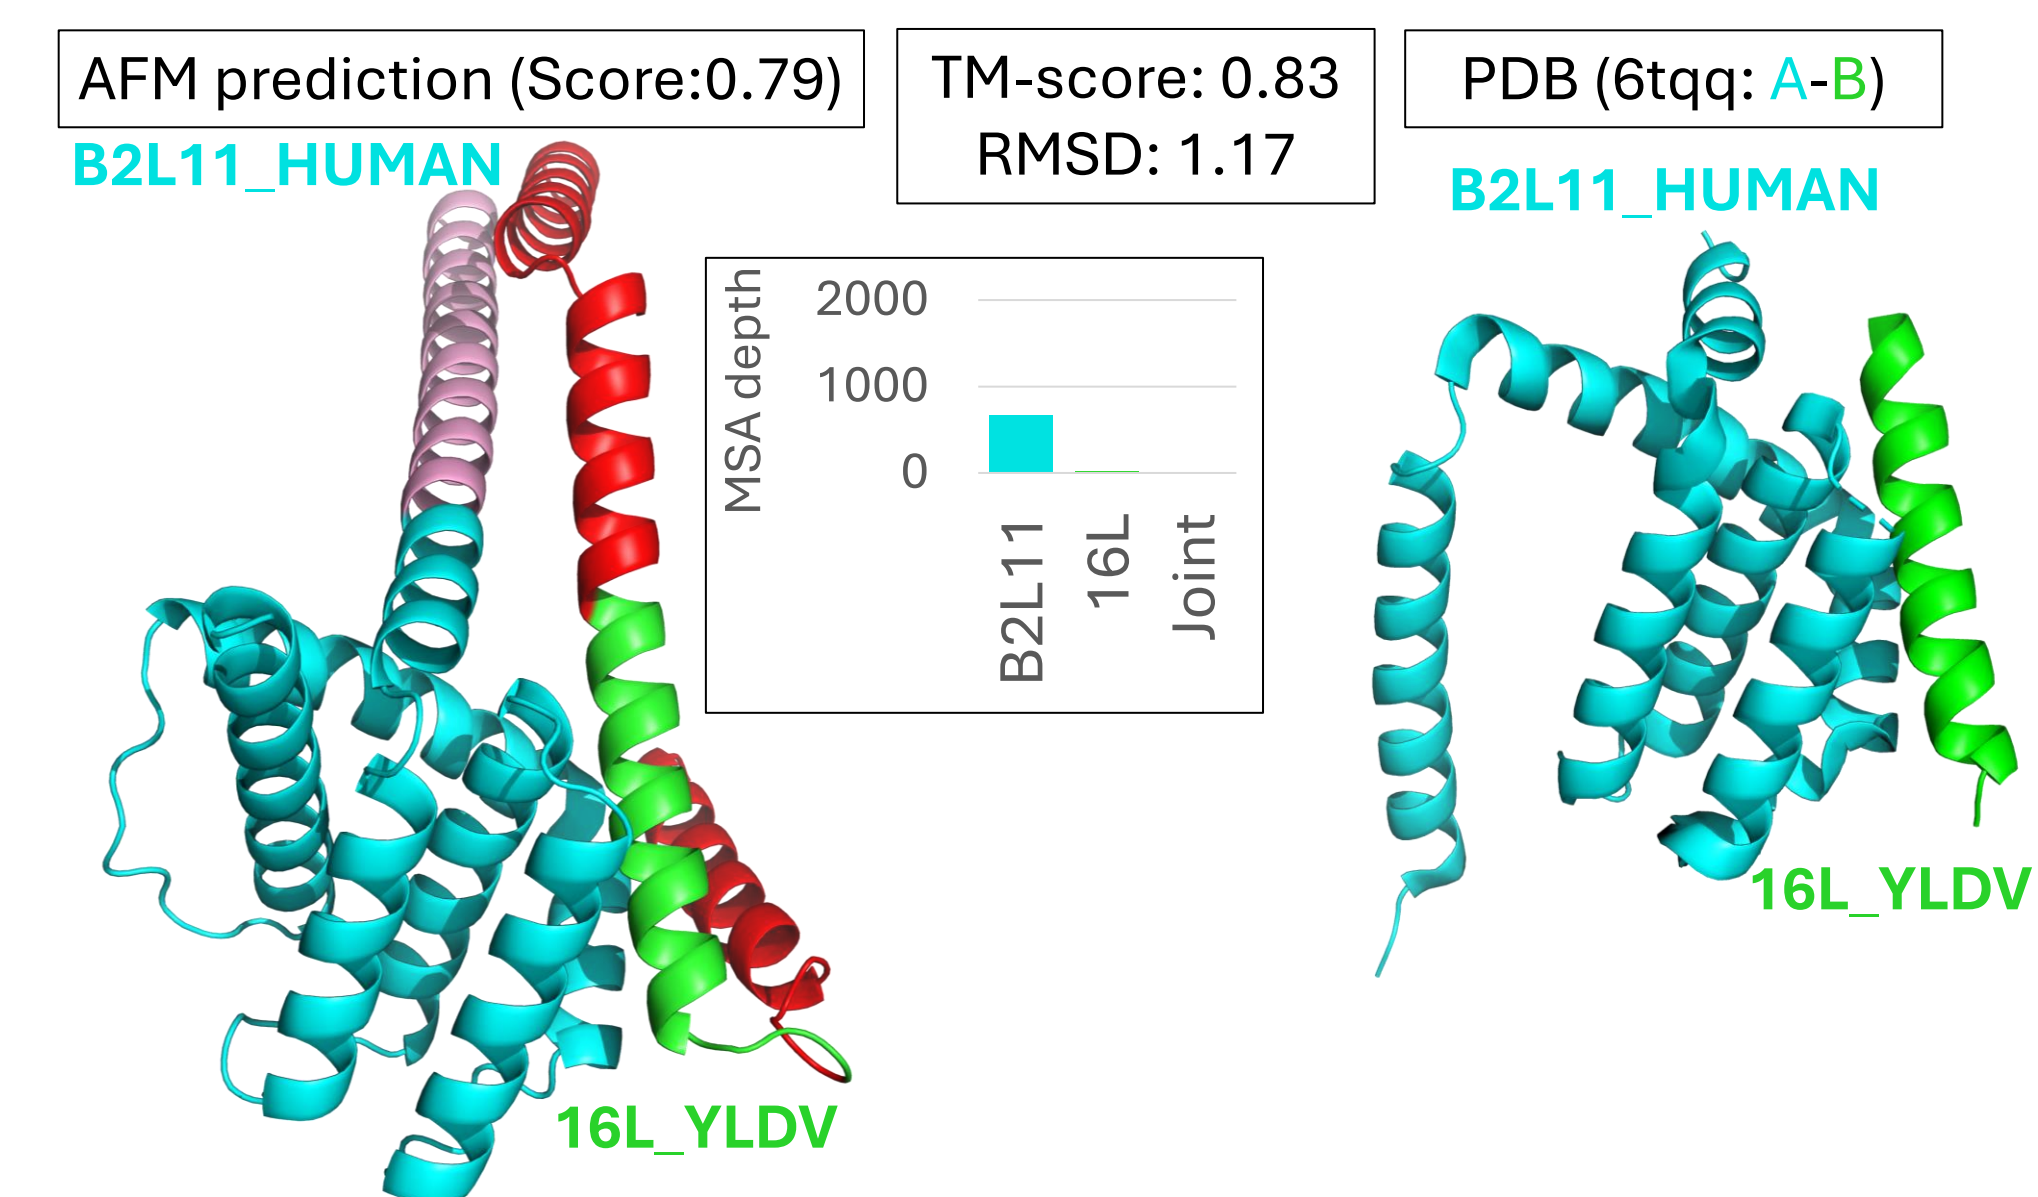 AFM prediction (Score:0.79)
TM-score: 0.83
RMSD: 1.17
PDB (6tqq: A-B)
B2L11_HUMAN
B2L11_HUMAN
MSA depth
2000
1000
0
B2L11
16L
Joint
16L_YLDV
16L_YLDV